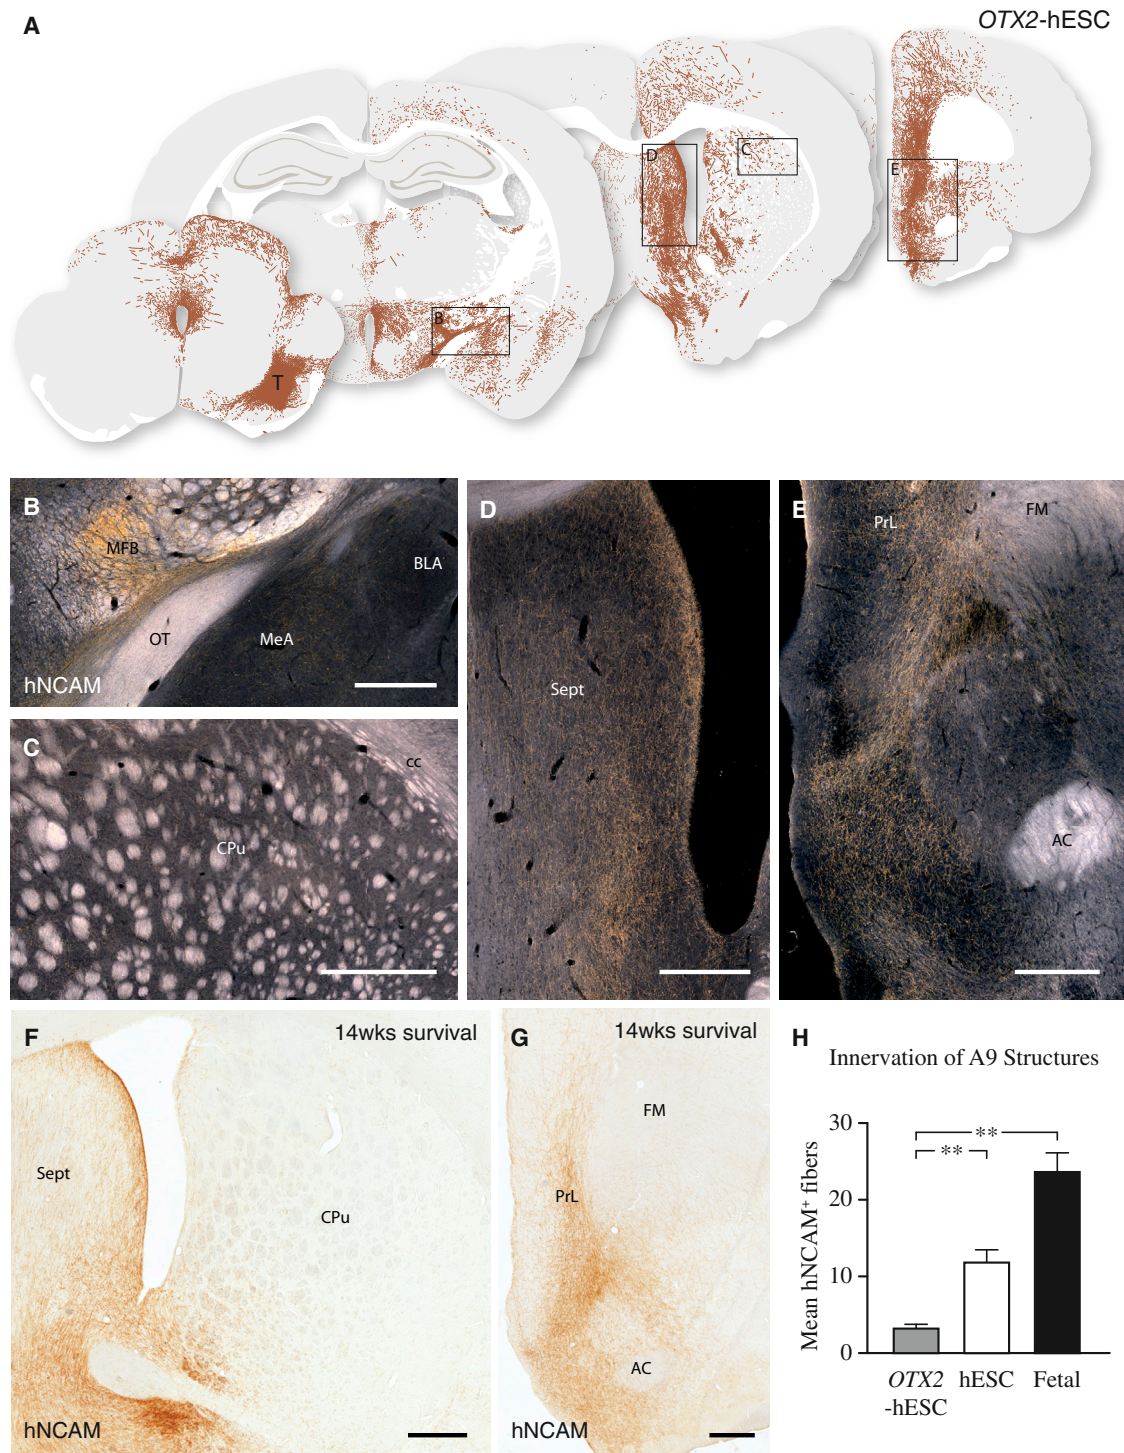 A
OTX2-hESC
D
C
E
B
T
B
MFB
BLA
OT
MeA
hNCAM
C
cc
CPu
D
Sept
E
PrL
FM
AC
F
14wks survival
Sept
CPu
hNCAM
G
14wks survival
FM
PrL
AC
hNCAM
H
Innervation of A9 Structures
Mean hNCAM⁺ fibers
30
20
10
0
**
**
OTX2
-hESC
hESC
Fetal